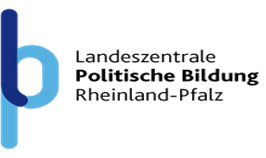 Landeszentrale
Politische Bildung
Rheinland-Pfalz